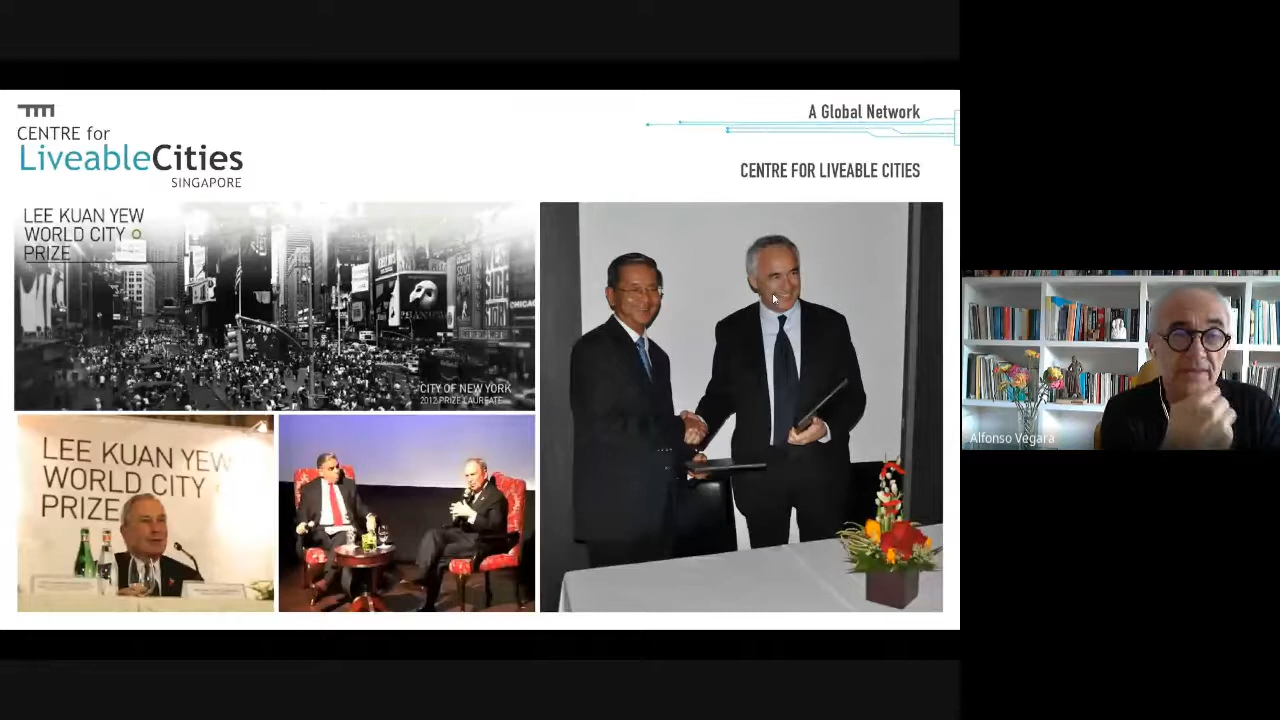 CENTRE for
LiveableCities
SINGAPORE
A Global Network
CENTRE FOR LIVEABLE CITIES
LEE KUAN YEW
WORLD CITY
PRIZE
CITY OF NEW YORK
2012 PRIZE LAUREATE
LEE KUAN YEW
WORLD CITY
PRIZE
Alfonso Vegara